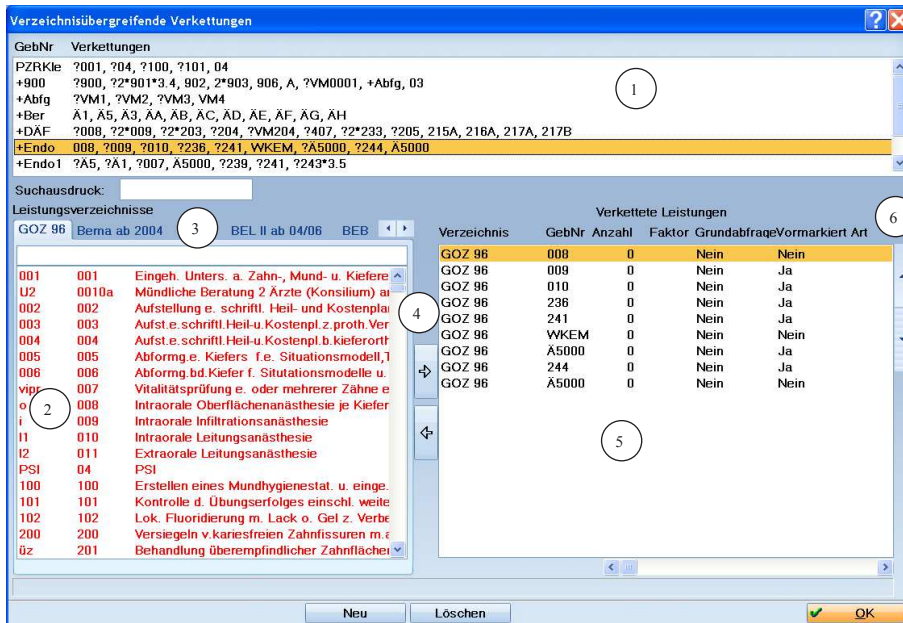 Verzeichnisübergreifende Verkettungen
GebNr Verkettungen
PZRKle ?001, ?04, ?100, ?101, 04
+900 ?900, ?2*901*3.4, 902, 2*903, 906, A, ?VM0001, +Abfg, 03
+Abfg ?VM1, ?VM2, ?VM3, VM4
+Ber Ä1, Ä5, Ä3, ÄA, ÄB, ÄC, ÄD, ÄE, ÄF, ÄG, ÄH
+DÄF ?008, ?2*009, ?2*203, ?204, ?VM204, ?407, ?2*233, ?205, 215A, 216A, 217A, 217B
+Endo 008, ?009, ?010, ?236, ?241, WKEM, ?Ä5000, ?244, Ä5000
+Endo1 ?Ä5, ?Ä1, ?007, Ä5000, ?239, ?241, ?243*3.5
1
Suchausdruck:
Leistungsverzeichnisse
3
GOZ 96 Bema ab 2004 BEL II ab 04/06 BEB
001 001 Eingeh. Unters. a. Zahn-, Mund- u. Kiefere
U2 0010a Mündliche Beratung 2 Ärzte (Konsilium) an
002 002 Aufstellung e. schriftl. Heil- und Kostenplan
003 003 Aufst.e.schriftl.Heil-u.Kostenpl.z.proth.Ver
004 004 Aufst.e.schriftl.Heil-u.Kostenpl.b.kieferorth
005 005 Abformg.e. Kiefers f.e. Situationsmodell,T
006 006 Abformg.bd.Kiefer f. Situtationsmodelle u.
vipr 007 Vitalitätsprüfung e. oder mehrerer Zähne e
o 008 Intraorale Oberflächenanästhesie je Kiefer
i 009 Intraorale Infiltrationsanästhesie
I1 010 Intraorale Leitungsanästhesie
I2 011 Extraorale Leitungsanästhesie
PSI 04 PSI
100 100 Erstellen eines Mundhygienestat. u. einge.
101 101 Kontrolle d. Übungserfolges einschl. weite
102 102 Lok. Fluoridierung m. Lack o. Gel z. Verbe
200 200 Versiegeln v.kariesfreien Zahnfissuren m.a
üz 201 Behandlung überempfindlicher Zahnflächen
2
4
Verkettete Leistungen
6
Verzeichnis GebNr Anzahl Faktor Grundabfrage Vormarkiert Art
GOZ 96 008 0 Nein Nein
GOZ 96 009 0 Nein Ja
GOZ 96 010 0 Nein Ja
GOZ 96 236 0 Nein Ja
GOZ 96 241 0 Nein Ja
GOZ 96 WKEM 0 Nein Nein
GOZ 96 Ä5000 0 Nein Ja
GOZ 96 244 0 Nein Ja
GOZ 96 Ä5000 0 Nein Nein
5
Neu Löschen OK